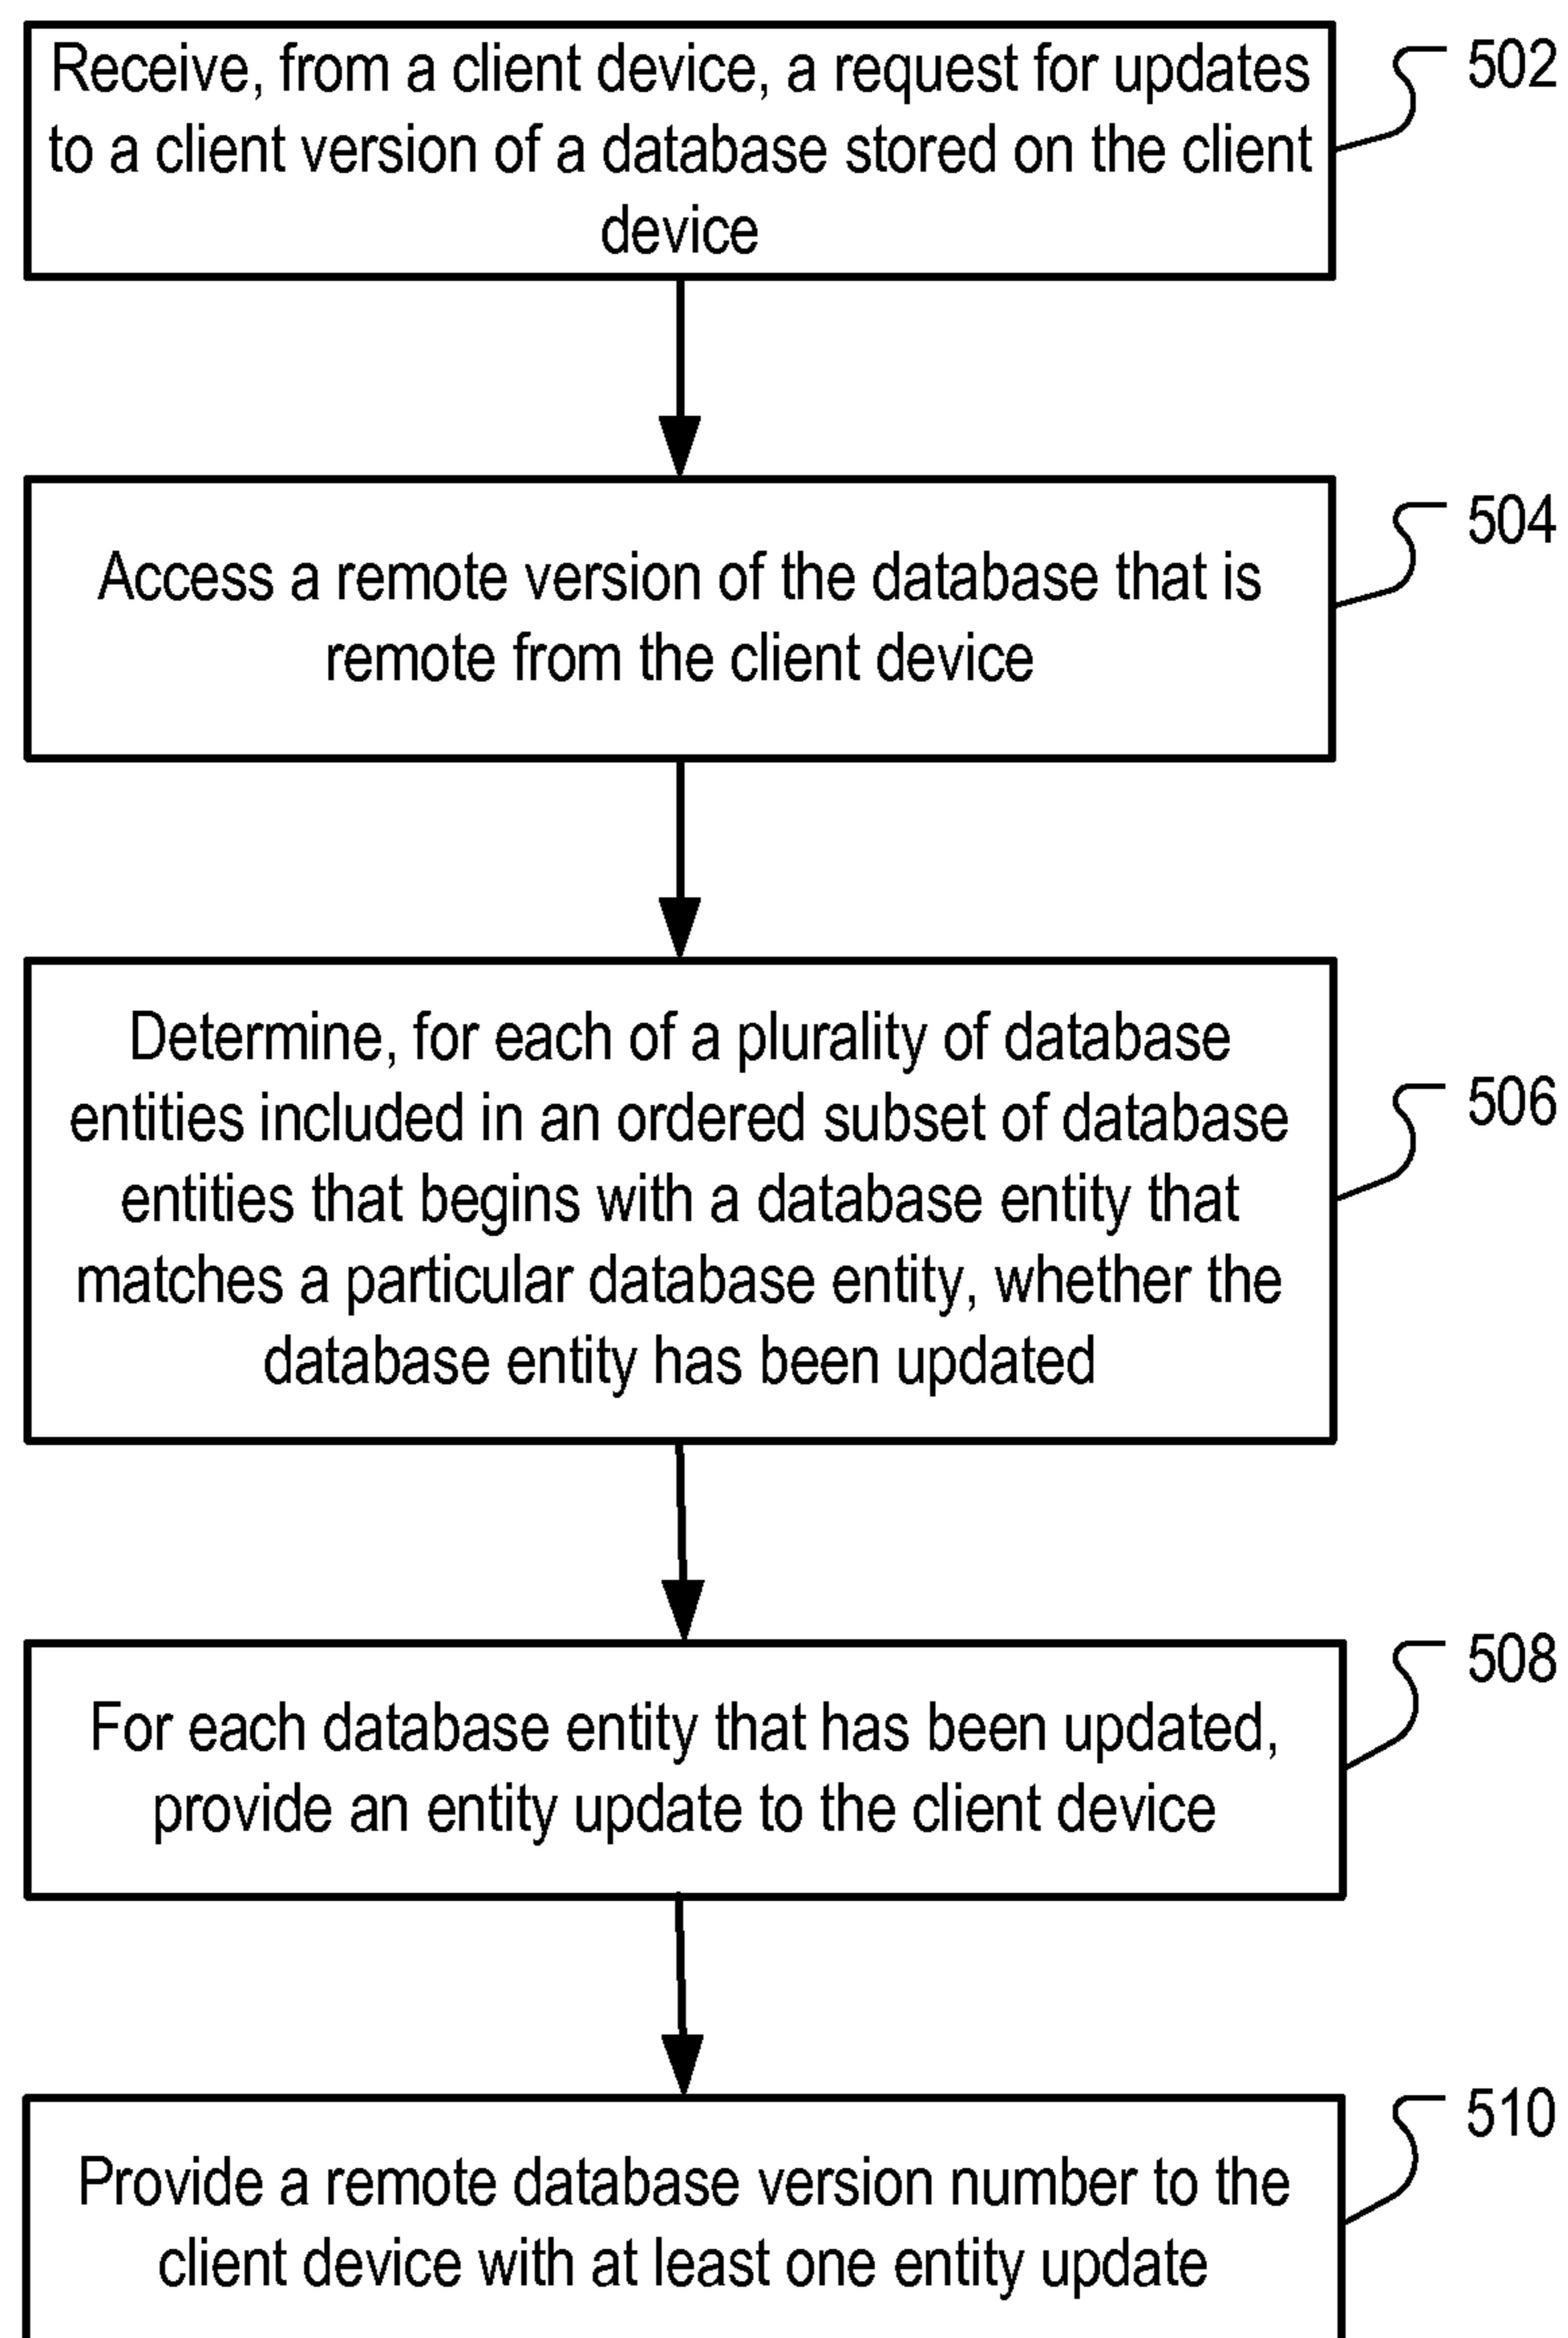 Receive, from a client device, a request for updates
to a client version of a database stored on the client
device
502
Access a remote version of the database that is
remote from the client device
504
Determine, for each of a plurality of database
entities included in an ordered subset of database
entities that begins with a database entity that
matches a particular database entity, whether the
database entity has been updated
506
For each database entity that has been updated,
provide an entity update to the client device
508
Provide a remote database version number to the
client device with at least one entity update
510